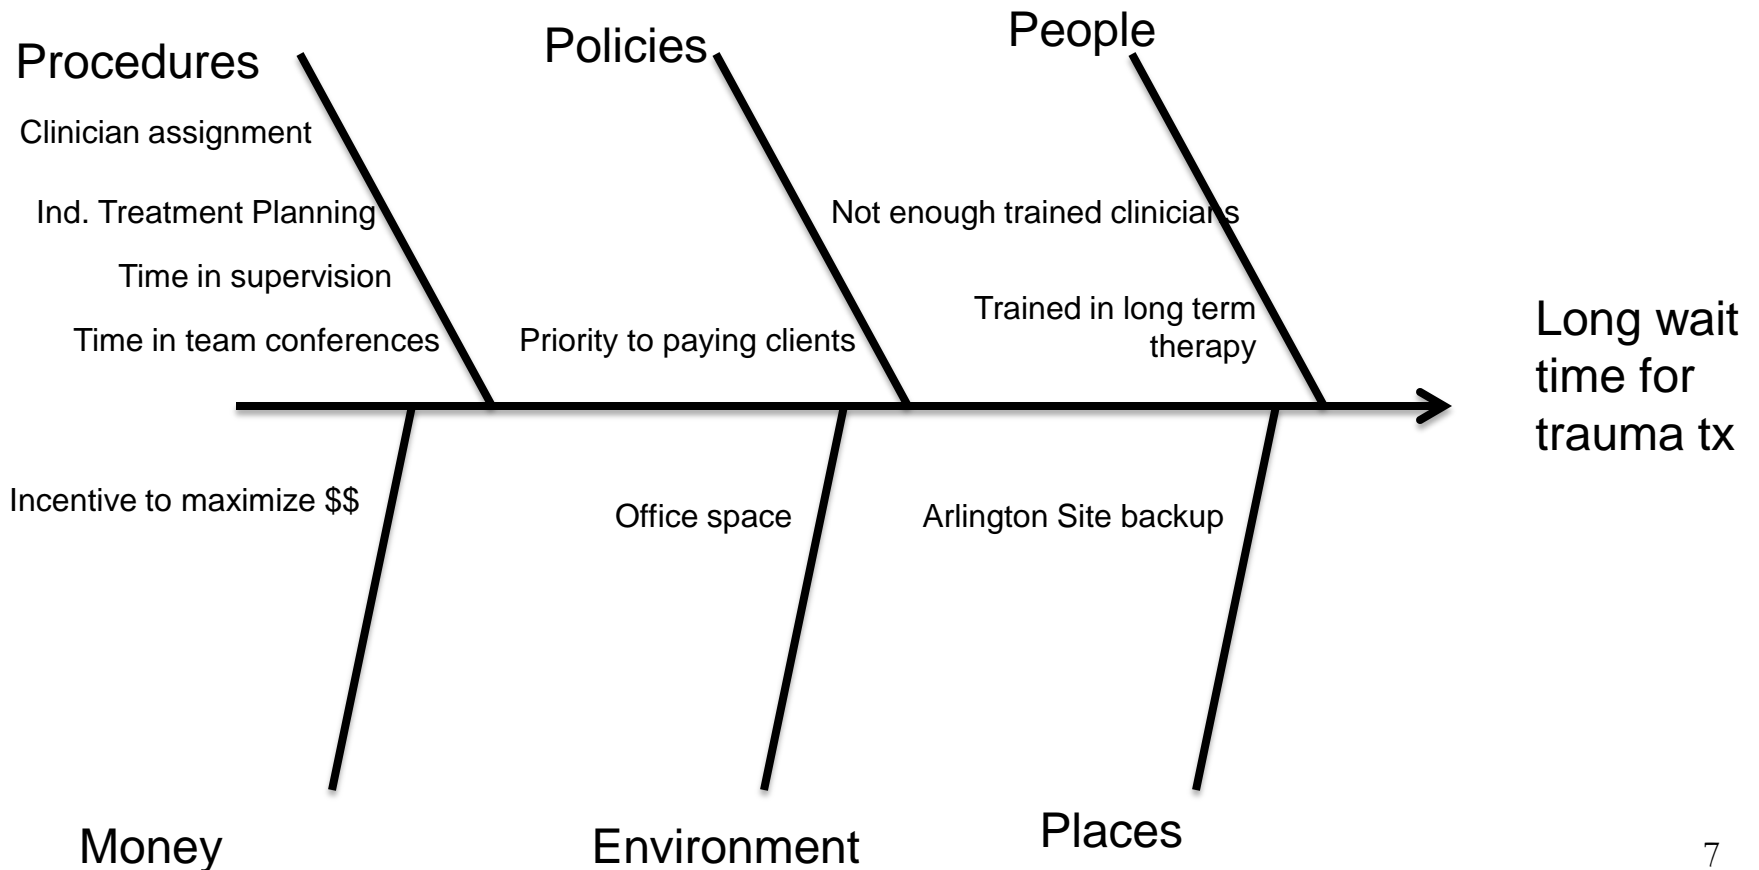 Procedures
Policies
People
Clinician assignment
Ind. Treatment Planning
Not enough trained clinicians
Time in supervision
Trained in long term
therapy
Time in team conferences
Priority to paying clients
Long wait
time for
trauma tx
Incentive to maximize $$
Office space
Arlington Site backup
Money
Environment
Places
7